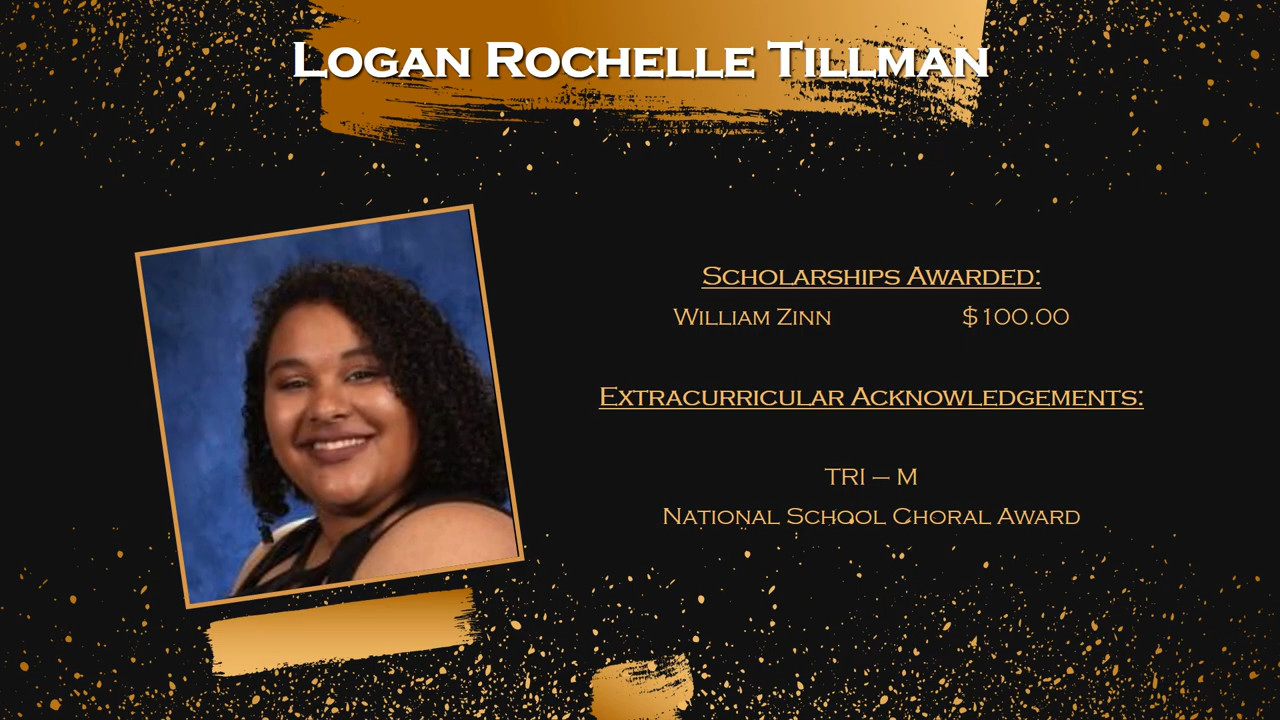 Logan Rochelle Tillman
Scholarships Awarded:
William Zinn $100.00
Extracurricular Acknowledgements:
TRI – M
National School Choral Award